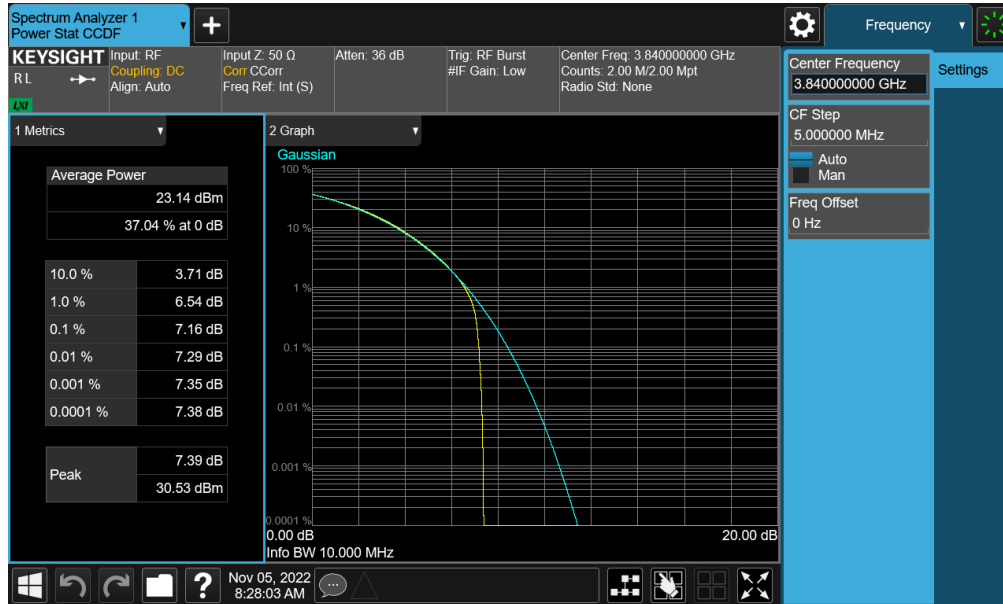 Spectrum Analyzer 1
Power Stat CCDF
+
Frequency
KEYSIGHT
R L
LXI
Input: RF
Coupling: DC
Align: Auto
Input Z: 50 Ω
Corr CCorr
Freq Ref: Int (S)
Atten: 36 dB
Trig: RF Burst
#IF Gain: Low
Center Freq: 3.840000000 GHz
Counts: 2.00 M/2.00 Mpt
Radio Std: None
Center Frequency
3.840000000 GHz
Settings
CF Step
5.000000 MHz
Auto
Man
Freq Offset
0 Hz
1 Metrics
Average Power
23.14 dBm
37.04 % at 0 dB
10.0 % 3.71 dB
1.0 % 6.54 dB
0.1 % 7.16 dB
0.01 % 7.29 dB
0.001 % 7.35 dB
0.0001 % 7.38 dB
Peak
7.39 dB
30.53 dBm
2 Graph
Gaussian
100 %
10 %
1 %
0.1 %
0.01 %
0.001 %
0.0001 %
0.00 dB 20.00 dB
Info BW 10.000 MHz
?
Nov 05, 2022
8:28:03 AM